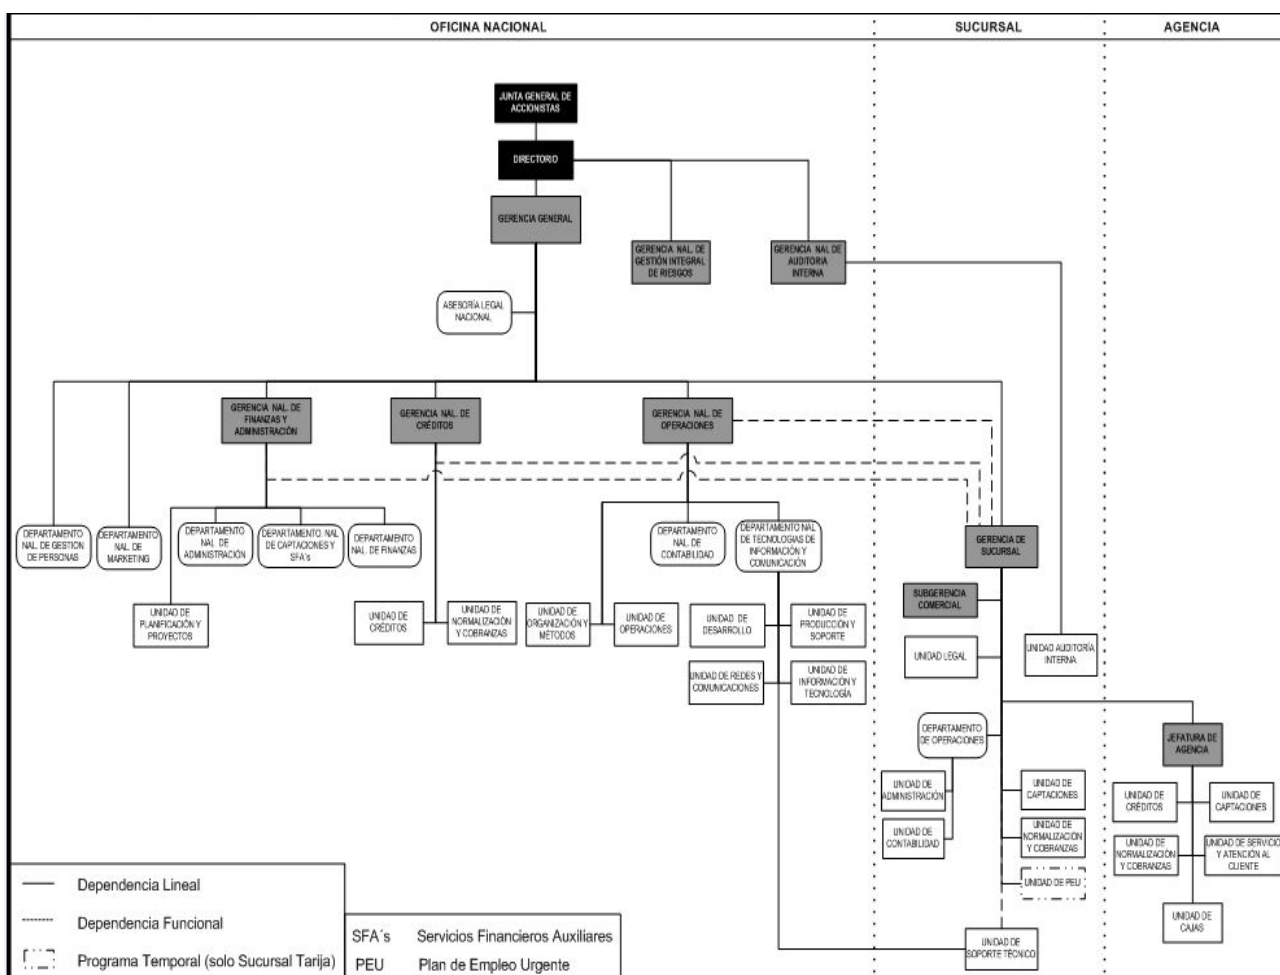 OFICINA NACIONAL
SUCURSAL
AGENCIA
JUNTA GENERAL DE
ACCIONISTAS
DIRECTORIO
GERENCIA GENERAL
GERENCIA NAL. DE
GESTIÓN INTEGRAL
DE RIESGOS
GERENCIA NAL DE
AUDITORIA
INTERNA
ASESORÍA LEGAL
NACIONAL
GERENCIA NAL. DE
FINANZAS Y
ADMINISTRACIÓN
GERENCIA NAL. DE
CRÉDITOS
GERENCIA NAL. DE
OPERACIONES
DEPARTAMENTO
NAL. DE GESTION
DE PERSONAS
DEPARTAMENTO
NAL. DE
MARKETING
DEPARTAMENTO
NAL. DE
ADMINISTRACIÓN
DEPARTAMENTO. NAL
DE CAPTACIONES Y
SFA's
DEPARTAMENTO
NAL. DE FINANZAS
DEPARTAMENTO
NAL. DE
CONTABILIDAD
DEPARTAMENTO NAL
DE TECNOLOGIAS DE
INFORMACIÓN Y
COMUNICACIÓN
GERENCIA DE
SUCURSAL
SUBGERENCIA
COMERCIAL
UNIDAD DE
PLANIFICACIÓN Y
PROYECTOS
UNIDAD DE
CRÉDITOS
UNIDAD DE
NORMALIZACIÓN
Y COBRANZAS
UNIDAD DE
ORGANIZACIÓN Y
MÉTODOS
UNIDAD DE
OPERACIONES
UNIDAD DE
DESARROLLO
UNIDAD DE
PRODUCCIÓN Y
SOPORTE
UNIDAD DE REDES Y
COMUNICACIONES
UNIDAD DE
INFORMACIÓN Y
TECNOLOGÍA
UNIDAD LEGAL
UNIDAD AUDITORÍA
INTERNA
DEPARTAMENTO
DE OPERACIONES
JEFATURA DE
AGENCIA
UNIDAD DE
ADMINISTRACIÓN
UNIDAD DE
CAPTACIONES
UNIDAD DE
CRÉDITOS
UNIDAD DE
CAPTACIONES
UNIDAD DE
CONTABILIDAD
UNIDAD DE
NORMALIZACIÓN
Y COBRANZAS
UNIDAD DE
NORMALIZACIÓN
Y COBRANZAS
UNIDAD DE SERVICIO
Y ATENCIÓN AL
CLIENTE
UNIDAD DE PEU
UNIDAD DE
CAJAS
UNIDAD DE
SOPORTE TÉCNICO
Dependencia Lineal
Dependencia Funcional
Programa Temporal (solo Sucursal Tarija)
SFA´s Servicios Financieros Auxiliares
PEU Plan de Empleo Urgente